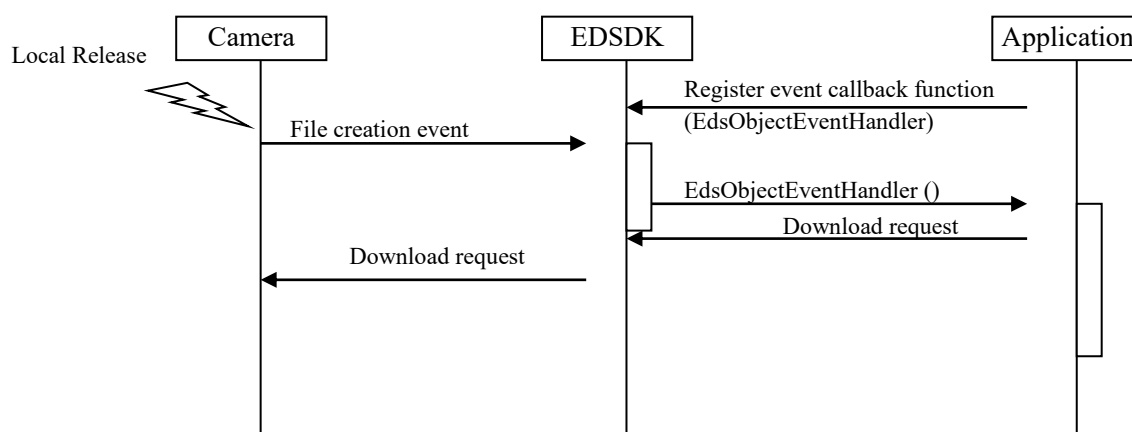 Camera
EDSDK
Application
Local Release
Register event callback function
(EdsObjectEventHandler)
File creation event
EdsObjectEventHandler ()
Download request
Download request